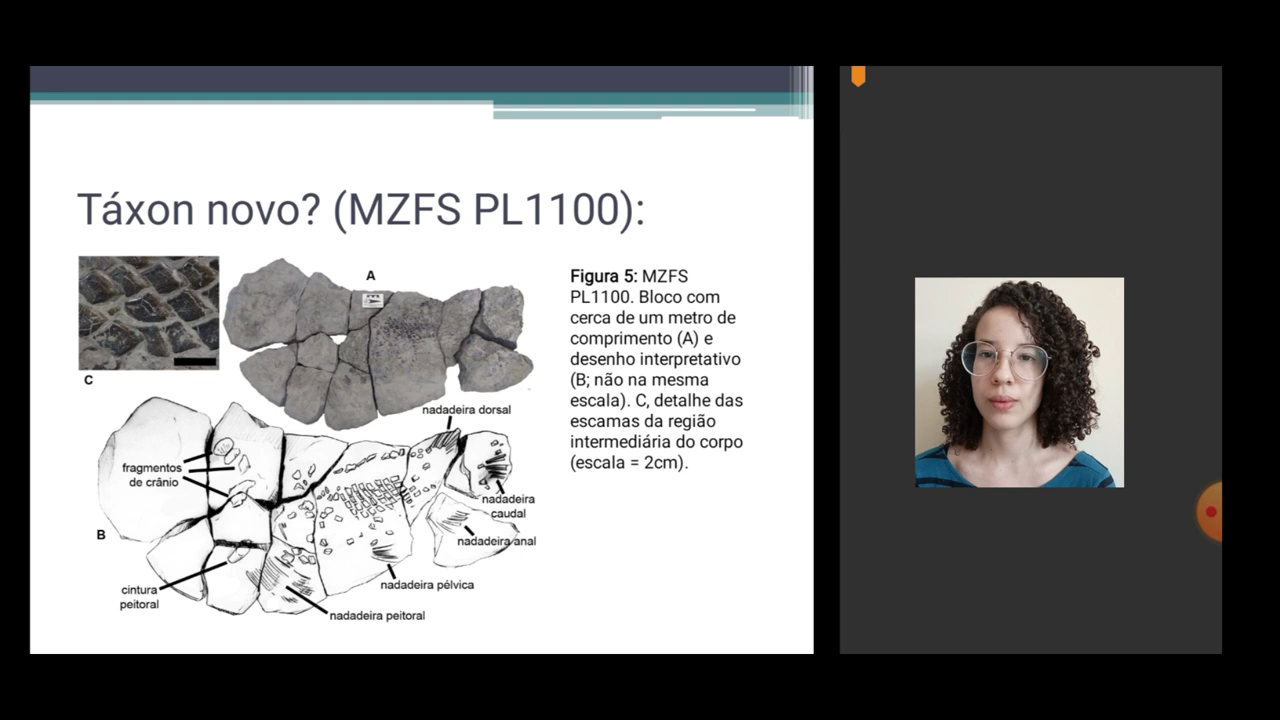 Táxon novo? (MZFS PL1100):
A
C
Figura 5: MZFS
PL1100. Bloco com
cerca de um metro de
comprimento (A) e
desenho interpretativo
(B; não na mesma
escala). C, detalhe das
escamas da região
intermediária do corpo
(escala = 2cm).
nadadeira dorsal
fragmentos
de crânio
nadadeira
caudal
B
nadadeira anal
cintura
peitoral
nadadeira pélvica
nadadeira peitoral